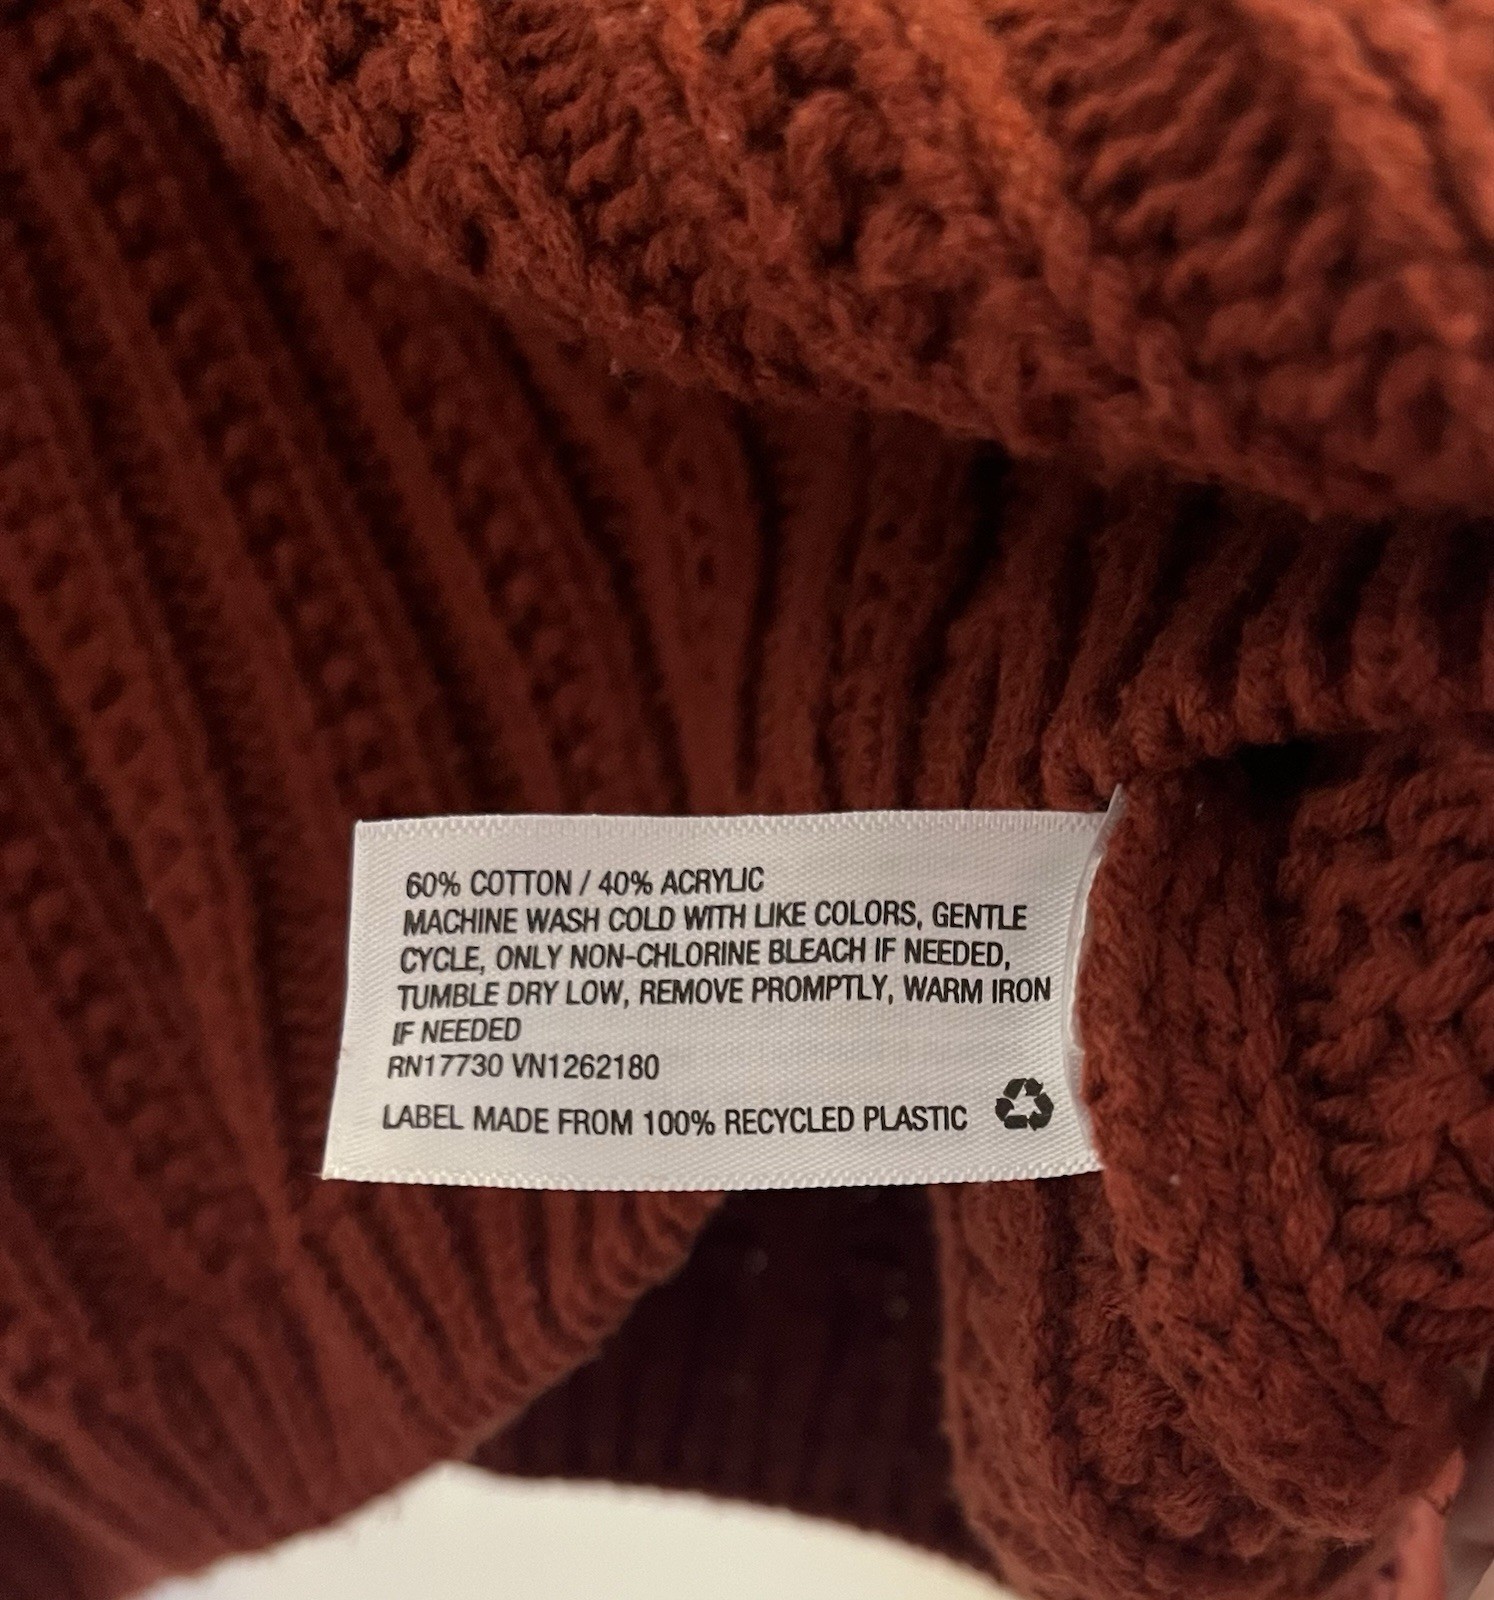 60% COTTON / 40% ACRYLIC
MACHINE WASH COLD WITH LIKE COLORS, GENTLE
CYCLE, ONLY NON-CHLORINE BLEACH IF NEEDED,
TUMBLE DRY LOW, REMOVE PROMPTLY, WARM IRON
IF NEEDED
RN17730 VN1262180
LABEL MADE FROM 100% RECYCLED PLASTIC